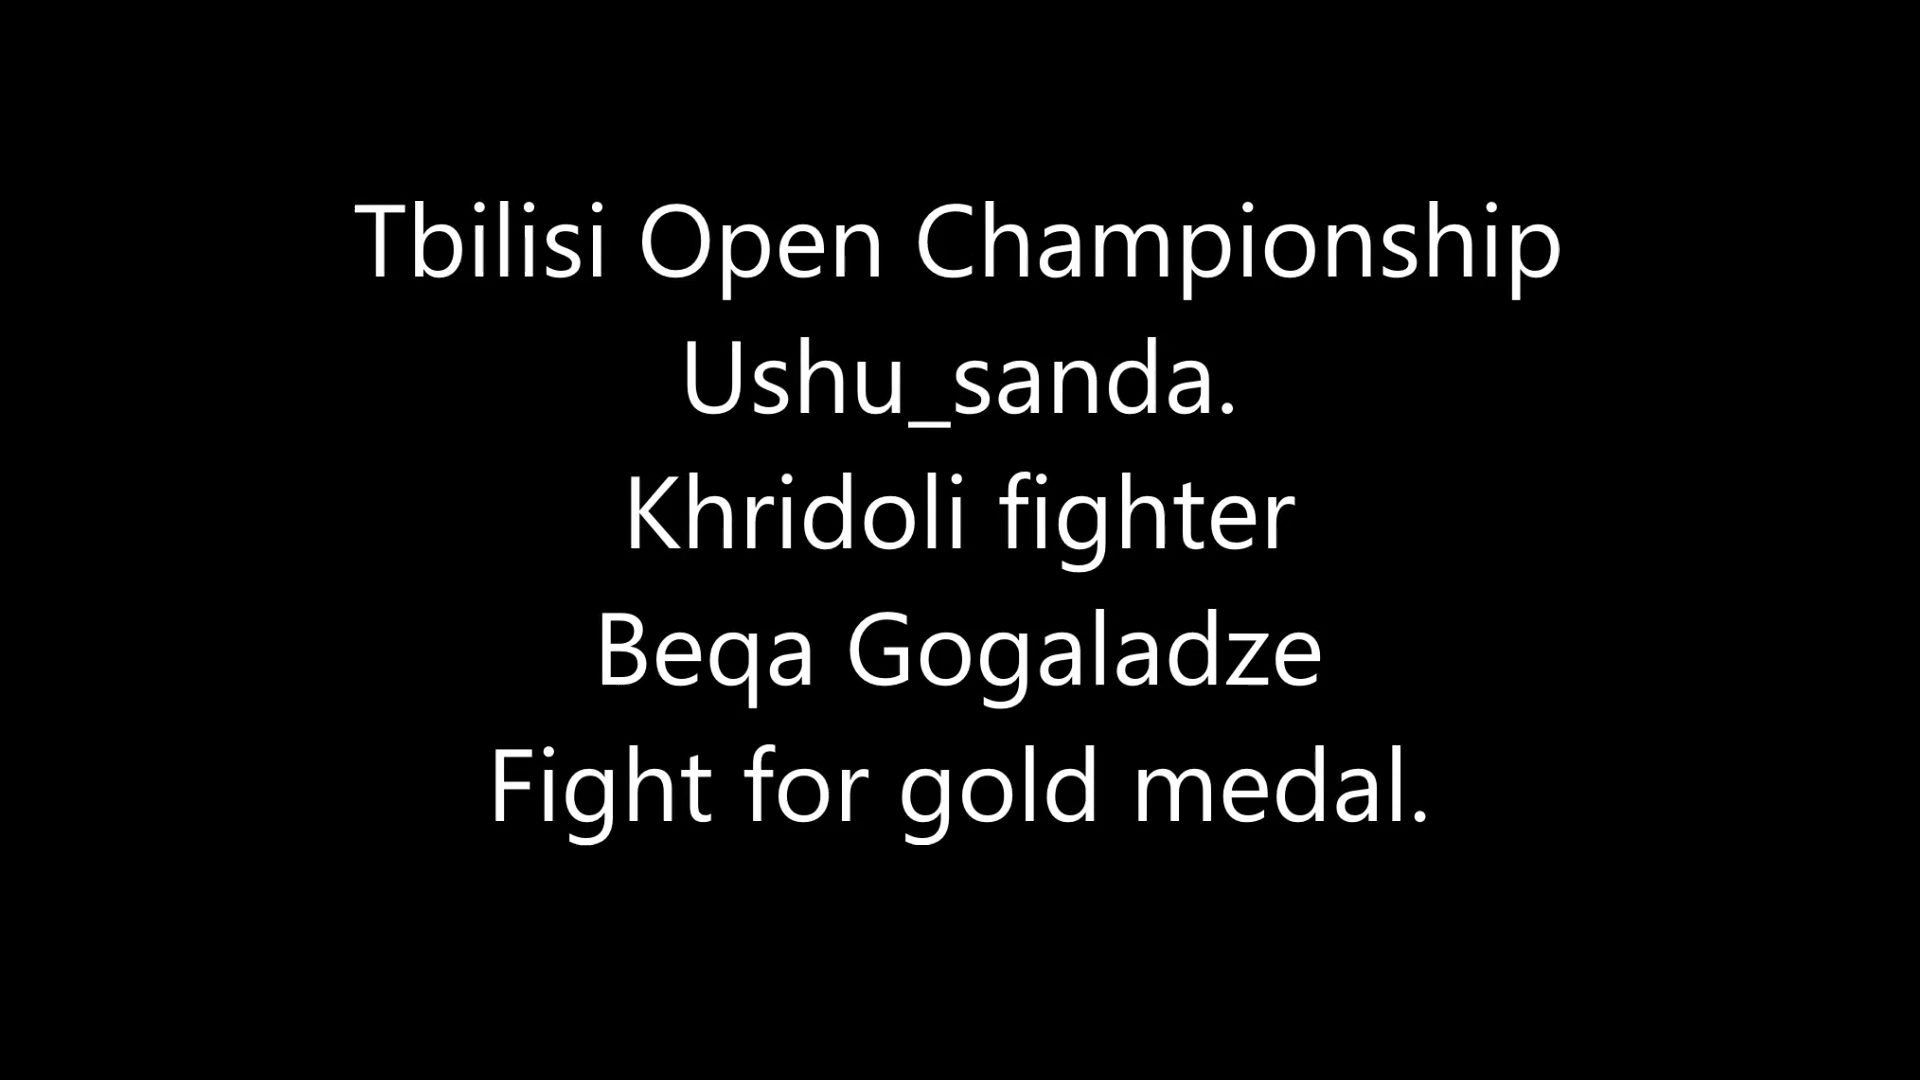 Tbilisi Open Championship
Ushu_sanda.
Khridoli fighter
Beqa Gogaladze
Fight for gold medal.